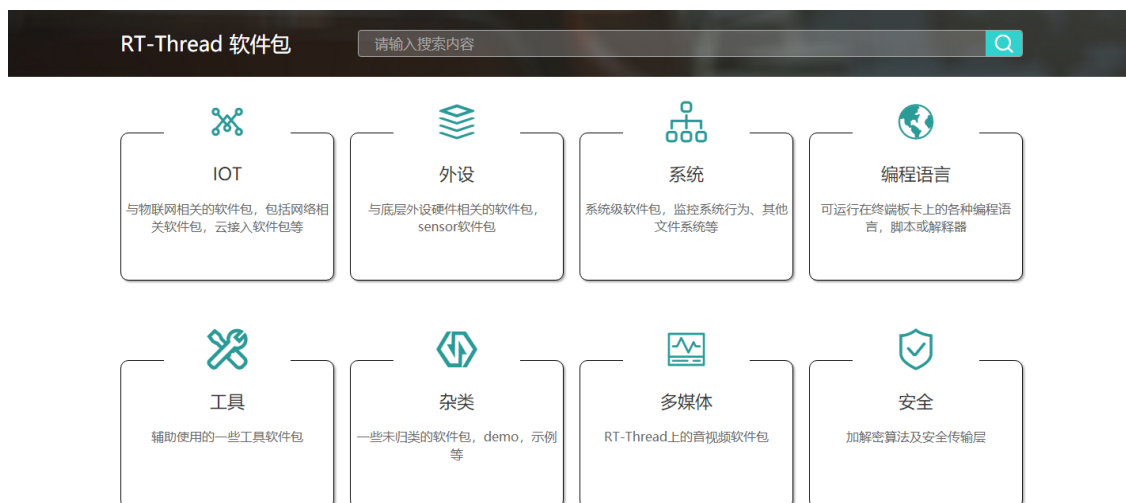 RT-Thread 软件包
请输入搜索内容
IOT
与物联网相关的软件包，包括网络相
关软件包，云接入软件包等
外设
与底层外设硬件相关的软件包，
sensor软件包
系统
系统级软件包，监控系统行为、其他
文件系统等
编程语言
可运行在终端板卡上的各种编程语
言，脚本或解释器
工具
辅助使用的一些工具软件包
杂类
一些未归类的软件包，demo，示例
等
多媒体
RT-Thread上的音视频软件包
安全
加解密算法及安全传输层